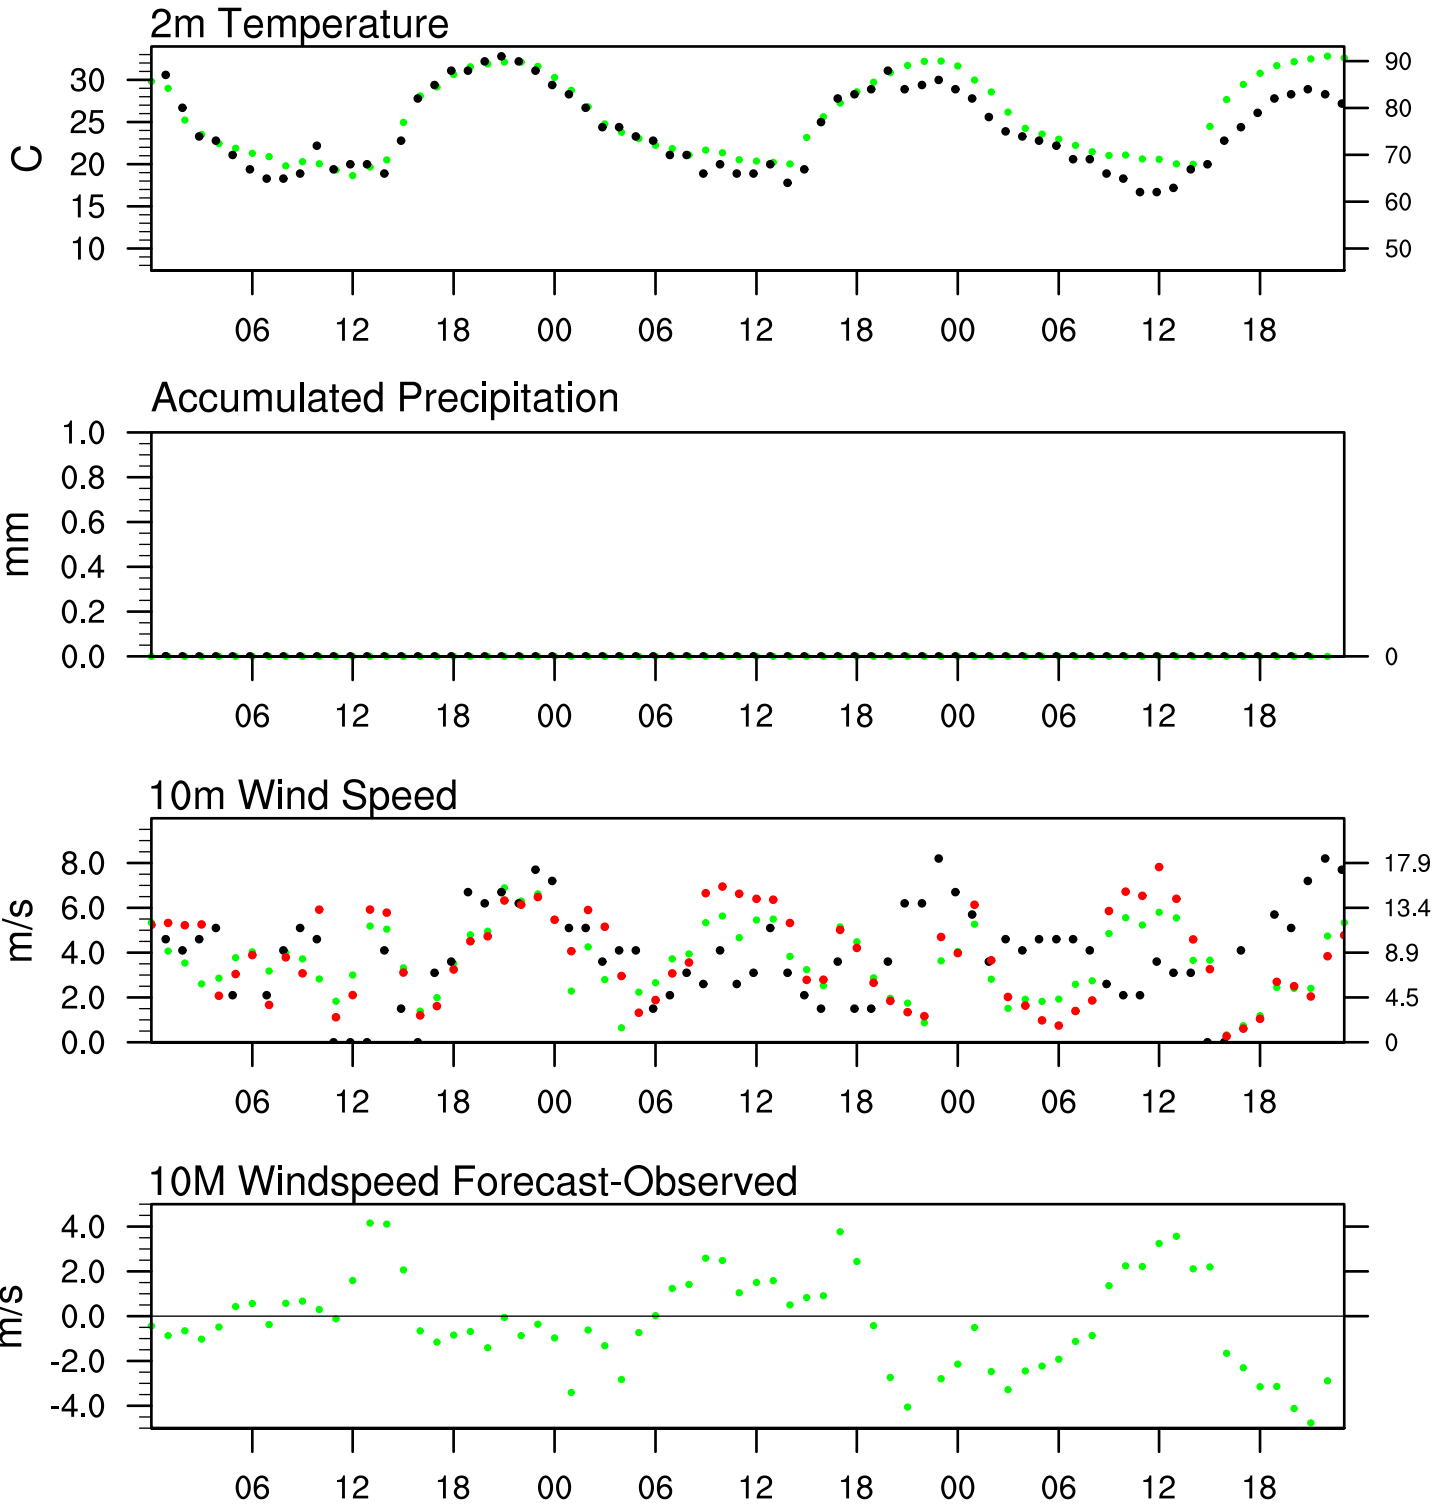 2m Temperature
30
25
20
15
10
C
90
80
70
60
50
06 12 18 00 06 12 18 00 06 12 18
Accumulated Precipitation
1.0
0.8
0.6
0.4
0.2
0.0
mm
0
06 12 18 00 06 12 18 00 06 12 18
10m Wind Speed
8.0
6.0
4.0
2.0
0.0
m/s
17.9
13.4
8.9
4.5
0
06 12 18 00 06 12 18 00 06 12 18
10M Windspeed Forecast-Observed
4.0
2.0
0.0
-2.0
-4.0
m/s
06 12 18 00 06 12 18 00 06 12 18